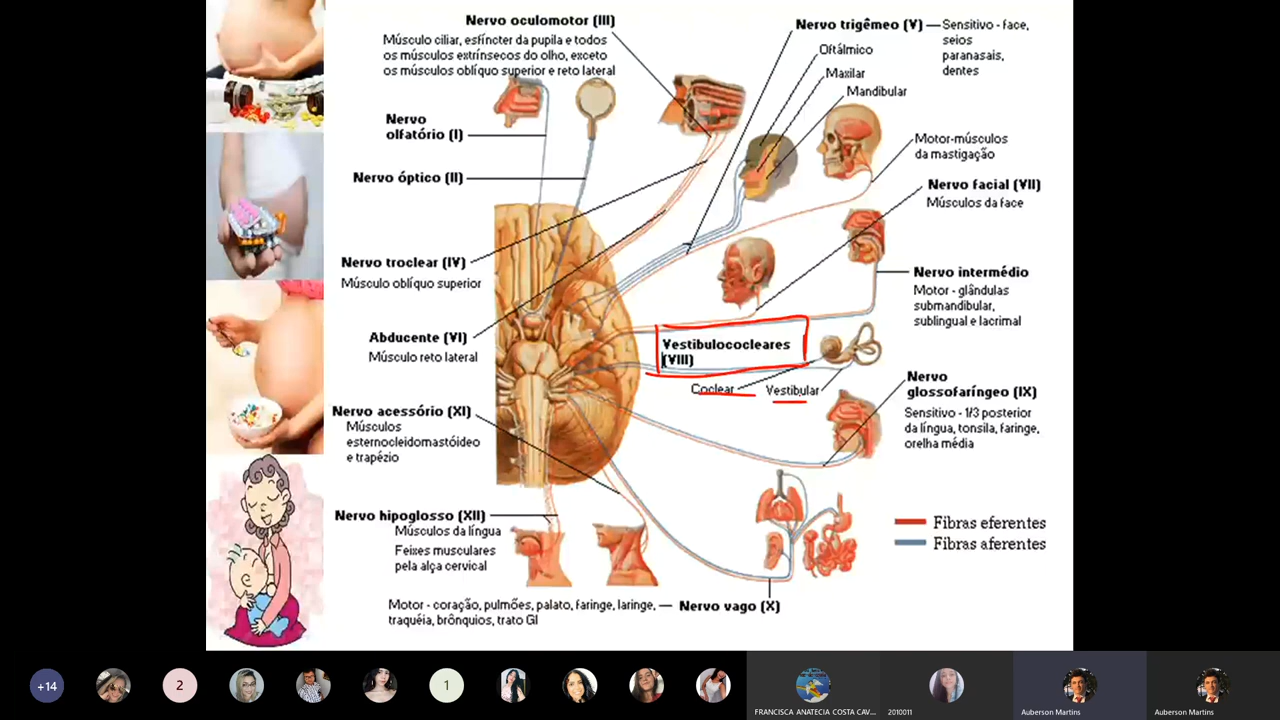 Nervo oculomotor (III)
Músculo ciliar, esfíncter da pupila e todos
os músculos extrínsecos do olho, exceto
os músculos oblíquo superior e reto lateral
Nervo trigêmeo (V)
Sensitivo - face,
seios
paranasais,
dentes
Oftálmico
Maxilar
Mandibular
Nervo
olfatório (I)
Motor-músculos
da mastigação
Nervo óptico (II)
Nervo facial (VII)
Músculos da face
Nervo troclear (IV)
Músculo oblíquo superior
Nervo intermédio
Motor - glândulas
submandibular,
sublingual e lacrimal
Abducente (VI)
Músculo reto lateral
Vestibulococleares
(VIII)
Coclear
Vestibular
Nervo
glossofaríngeo (IX)
Sensitivo - 1/3 posterior
da língua, tonsila, faringe,
orelha média
Nervo acessório (XI)
Músculos
esternocleidomastóideo
e trapézio
Nervo hipoglosso (XII)
Músculos da língua
Feixes musculares
pela alça cervical
Fibras eferentes
Fibras aferentes
Motor - coração, pulmões, palato, faringe, laringe,
traquéia, brônquios, trato GI
Nervo vago (X)
+14
2
1
FRANCISCA ANATECIA COSTA CAV...
2010011
Auberson Martins
Auberson Martins